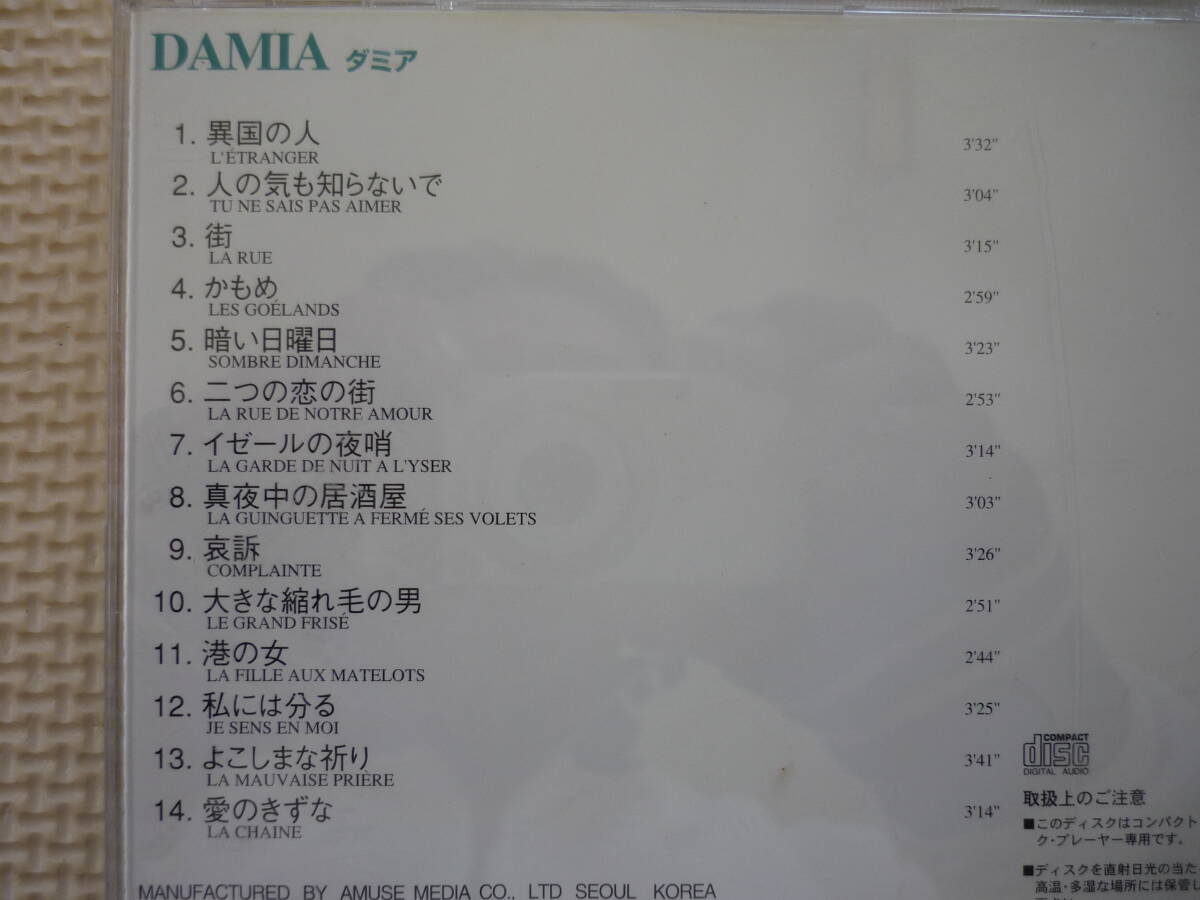 DAMIA ダミア
1. 異国の人 3'32"
L'ÉTRANGER
2. 人の気も知らないで 3'04"
TU NE SAIS PAS AIMER
3. 街 3'15"
LA RUE
4. かもめ 2'59"
LES GOÉLANDS
5. 暗い日曜日 3'23"
SOMBRE DIMANCHE
6. 二つの恋の街 2'53"
LA RUE DE NOTRE AMOUR
7. イゼールの夜哨 3'14"
LA GARDE DE NUIT A L'YSER
8. 真夜中の居酒屋 3'03"
LA GUINGUETTE A FERMÉ SES VOLETS
9. 哀訴 3'26"
COMPLAINTE
10. 大きな縮れ毛の男 2'51"
LE GRAND FRISÉ
11. 港の女 2'44"
LA FILLE AUX MATELOTS
12. 私には分る 3'25"
JE SENS EN MOI
13. よこしまな祈り 3'41"
LA MAUVAISE PRIÈRE
14. 愛のきずな 3'14"
LA CHAINE
COMPACT
disc
DIGITAL AUDIO
取扱上のご注意
■このディスクはコンパクト
ク・プレーヤー専用です。
■ディスクを直射日光の当た
高温・多湿な場所には保管し
MANUFACTURED BY AMUSE MEDIA CO., LTD SEOUL KOREA